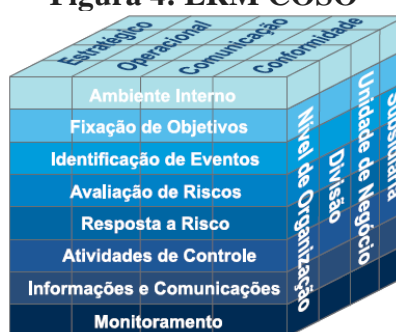 Figura 4: ERM COSO
Estratégico
Operacional
Comunicação
Conformidade
Ambiente Interno
Fixação de Objetivos
Identificação de Eventos
Avaliação de Riscos
Resposta a Risco
Atividades de Controle
Informações e Comunicações
Monitoramento
Nível de Organização
Divisão
Unidade de Negócio